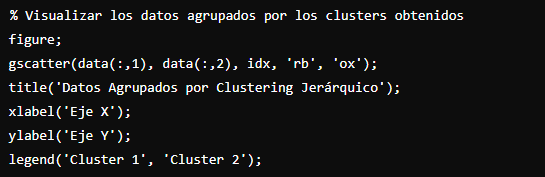 % Visualizar los datos agrupados por los clusters obtenidos
figure;
gscatter(data(:,1), data(:,2), idx, 'rb', 'ox');
title('Datos Agrupados por Clustering Jerárquico');
xlabel('Eje X');
ylabel('Eje Y');
legend('Cluster 1', 'Cluster 2');